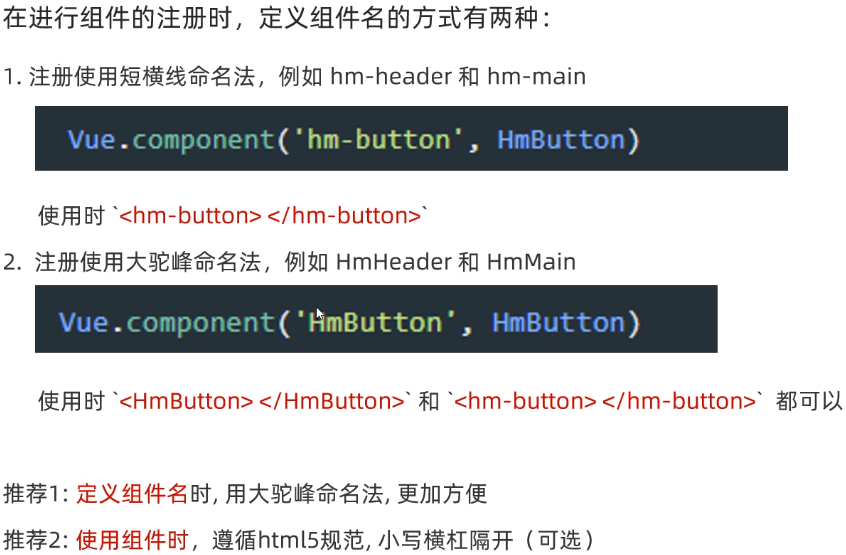 在进行组件的注册时，定义组件名的方式有两种：
1. 注册使用短横线命名法，例如 hm-header 和 hm-main
Vue.component('hm-button', HmButton)
使用时 `<hm-button> </hm-button>`
2. 注册使用大驼峰命名法，例如 HmHeader 和 HmMain
Vue.component('HmButton', HmButton)
使用时 `<HmButton> </HmButton>` 和 `<hm-button> </hm-button>` 都可以
推荐1: 定义组件名时, 用大驼峰命名法, 更加方便
推荐2: 使用组件时，遵循html5规范, 小写横杠隔开（可选）